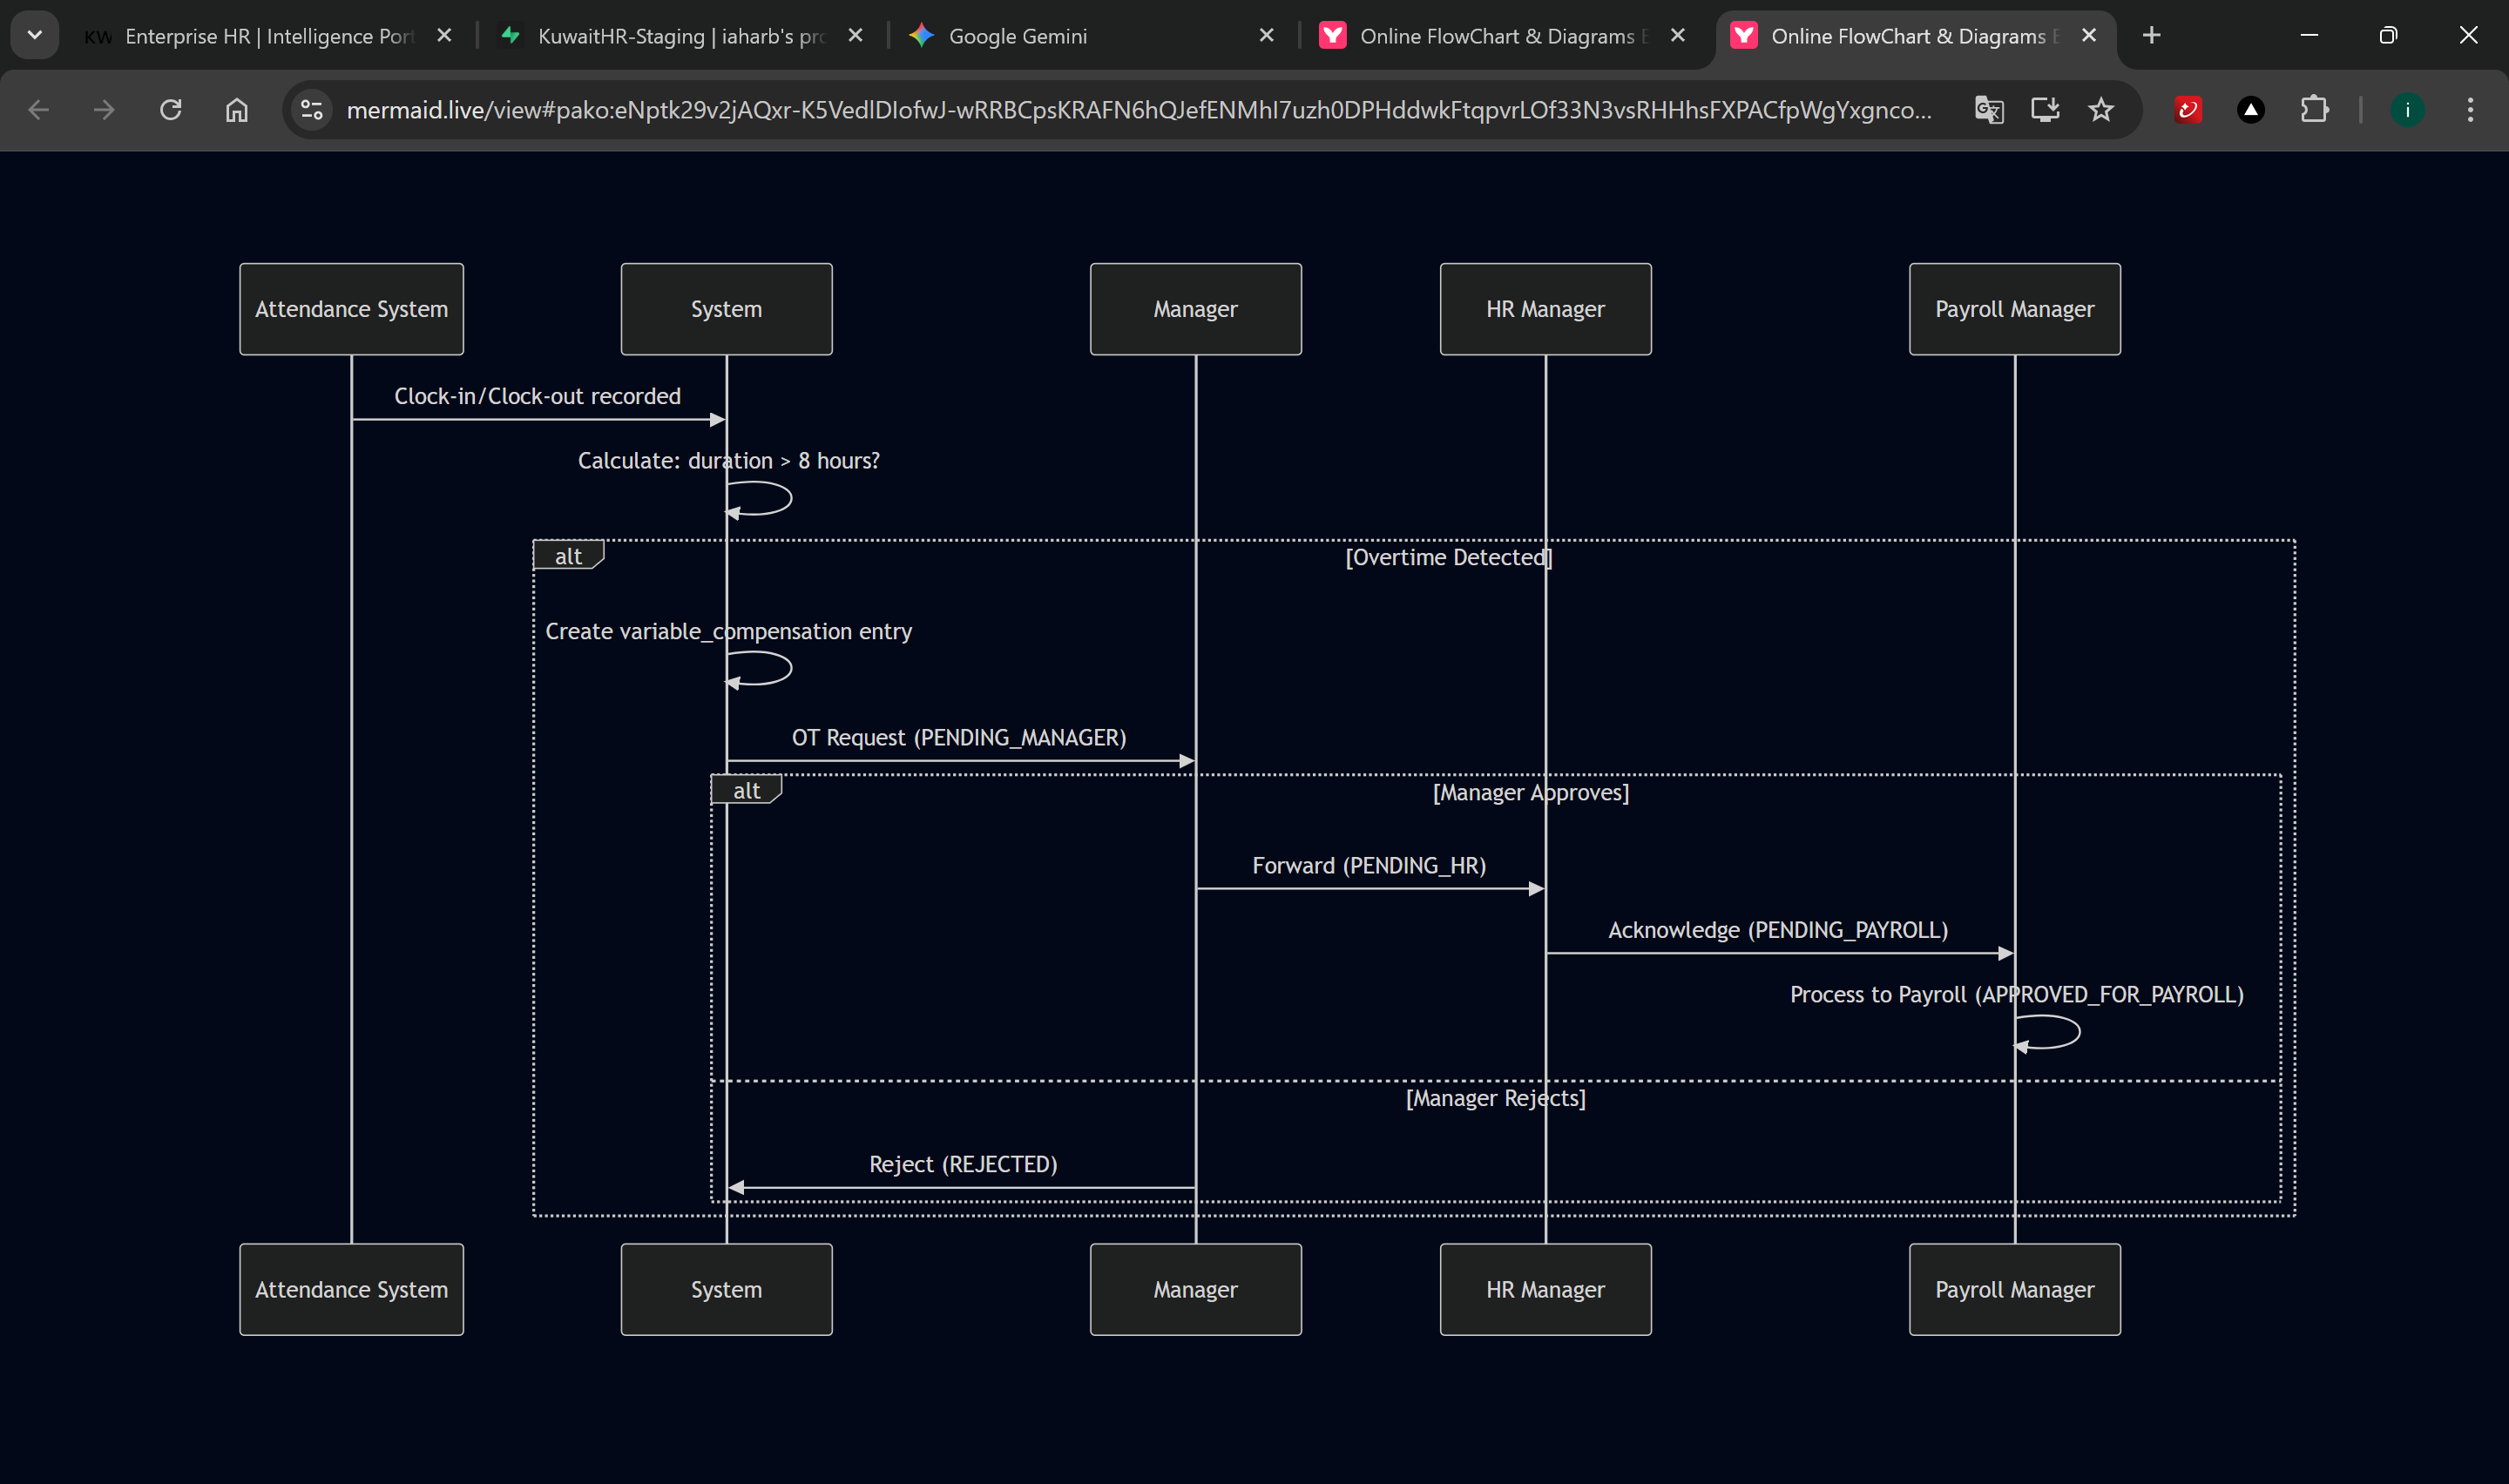 KW Enterprise HR | Intelligence Port
KuwaitHR-Staging | iaharb's pro
Google Gemini
Online FlowChart & Diagrams E
Online FlowChart & Diagrams E
mermaid.live/view#pako:eNptk29v2jAQxr-K5VedlDIofwJ-wRRBCpsKRAFN6hQJefENMhI7uzh0DPHddwkFtqpvrLOf33N3vsRHHhsFXPACfpWgYxgnco...
i
Attendance System
System
Manager
HR Manager
Payroll Manager
Clock-in/Clock-out recorded
Calculate: duration > 8 hours?
alt
[Overtime Detected]
Create variable_compensation entry
OT Request (PENDING_MANAGER)
alt
[Manager Approves]
Forward (PENDING_HR)
Acknowledge (PENDING_PAYROLL)
Process to Payroll (APPROVED_FOR_PAYROLL)
[Manager Rejects]
Reject (REJECTED)
Attendance System
System
Manager
HR Manager
Payroll Manager